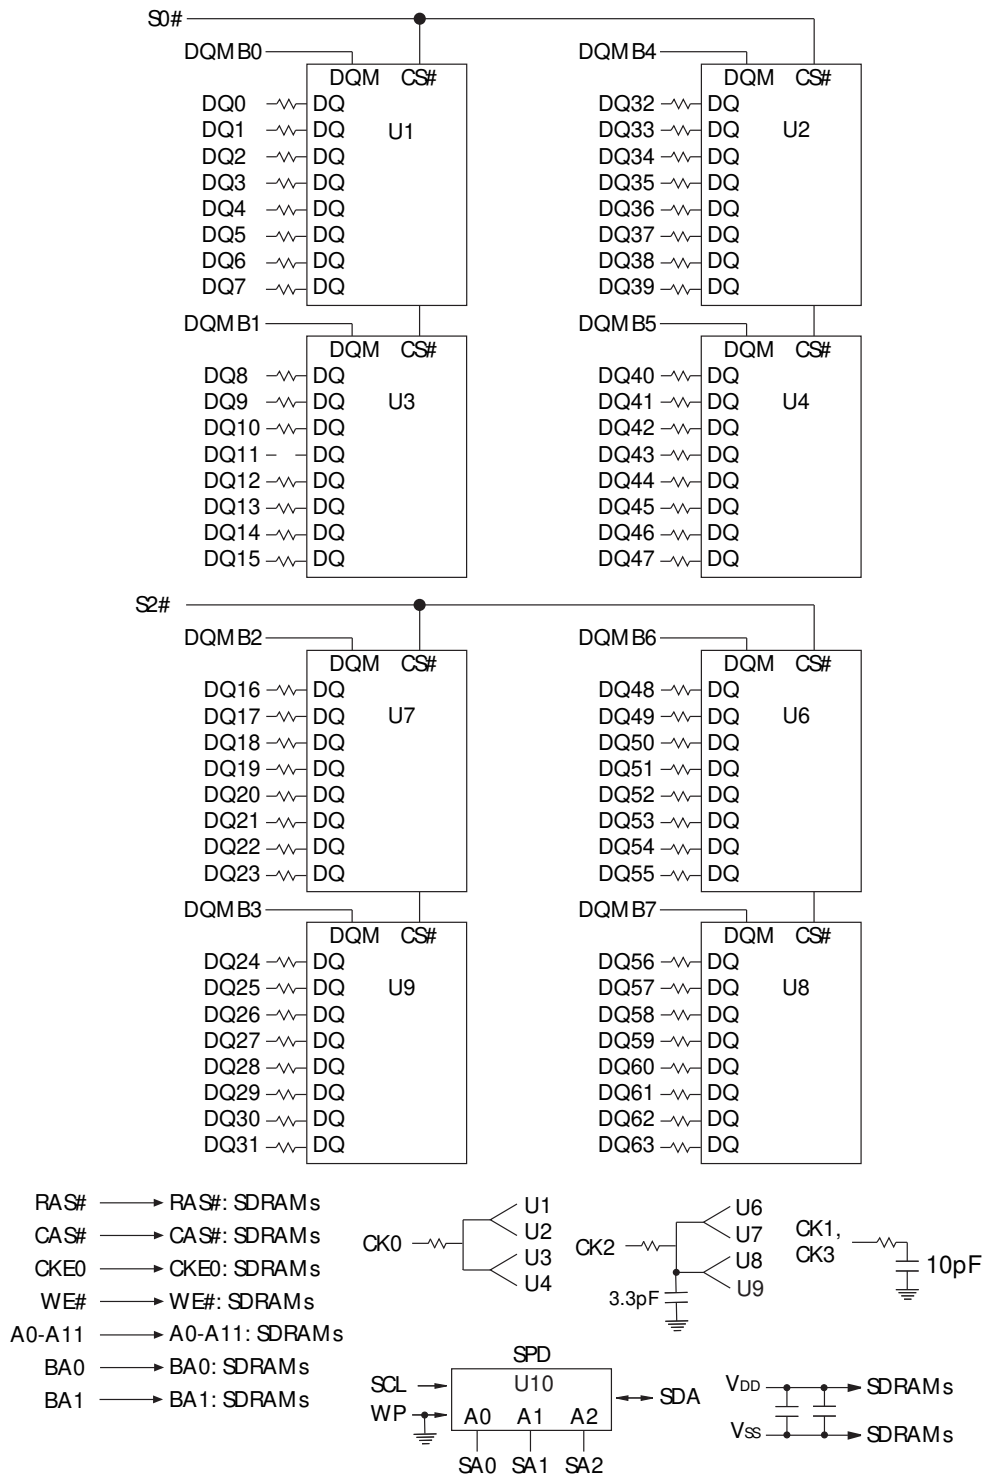 S0#
DQMB0
DQM CS#
U1
DQ0 DQ
DQ1 DQ
DQ2 DQ
DQ3 DQ
DQ4 DQ
DQ5 DQ
DQ6 DQ
DQ7 DQ
DQMB4
DQM CS#
U2
DQ32 DQ
DQ33 DQ
DQ34 DQ
DQ35 DQ
DQ36 DQ
DQ37 DQ
DQ38 DQ
DQ39 DQ
DQMB1
DQM CS#
U3
DQ8 DQ
DQ9 DQ
DQ10 DQ
DQ11 DQ
DQ12 DQ
DQ13 DQ
DQ14 DQ
DQ15 DQ
DQMB5
DQM CS#
U4
DQ40 DQ
DQ41 DQ
DQ42 DQ
DQ43 DQ
DQ44 DQ
DQ45 DQ
DQ46 DQ
DQ47 DQ
S2#
DQMB2
DQM CS#
U7
DQ16 DQ
DQ17 DQ
DQ18 DQ
DQ19 DQ
DQ20 DQ
DQ21 DQ
DQ22 DQ
DQ23 DQ
DQMB6
DQM CS#
U6
DQ48 DQ
DQ49 DQ
DQ50 DQ
DQ51 DQ
DQ52 DQ
DQ53 DQ
DQ54 DQ
DQ55 DQ
DQMB3
DQM CS#
U9
DQ24 DQ
DQ25 DQ
DQ26 DQ
DQ27 DQ
DQ28 DQ
DQ29 DQ
DQ30 DQ
DQ31 DQ
DQMB7
DQM CS#
U8
DQ56 DQ
DQ57 DQ
DQ58 DQ
DQ59 DQ
DQ60 DQ
DQ61 DQ
DQ62 DQ
DQ63 DQ
RAS# RAS#: SDRAMs
CAS# CAS#: SDRAMs
CKE0 CKE0: SDRAMs
WE# WE#: SDRAMs
A0-A11 A0-A11: SDRAMs
BA0 BA0: SDRAMs
BA1 BA1: SDRAMs
CK0
U1
U2
U3
U4
CK2
U6
U7
U8
U9
3.3pF
CK1,
CK3
10pF
SPD
U10
SCL
WP
A0 A1 A2
SDA
SA0 SA1 SA2
VDD SDRAMs
VSS SDRAMs